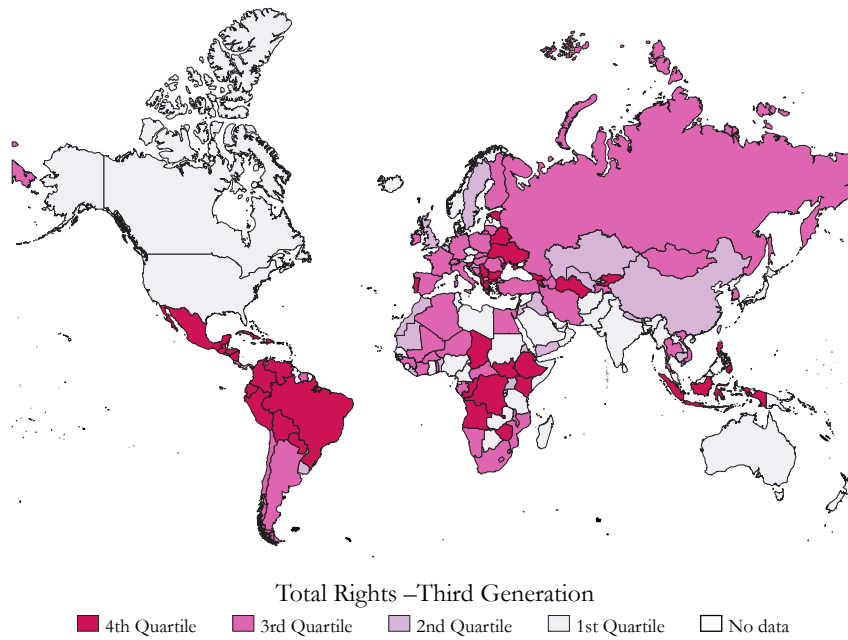 Total Rights –Third Generation
4th Quartile 3rd Quartile 2nd Quartile 1st Quartile No data